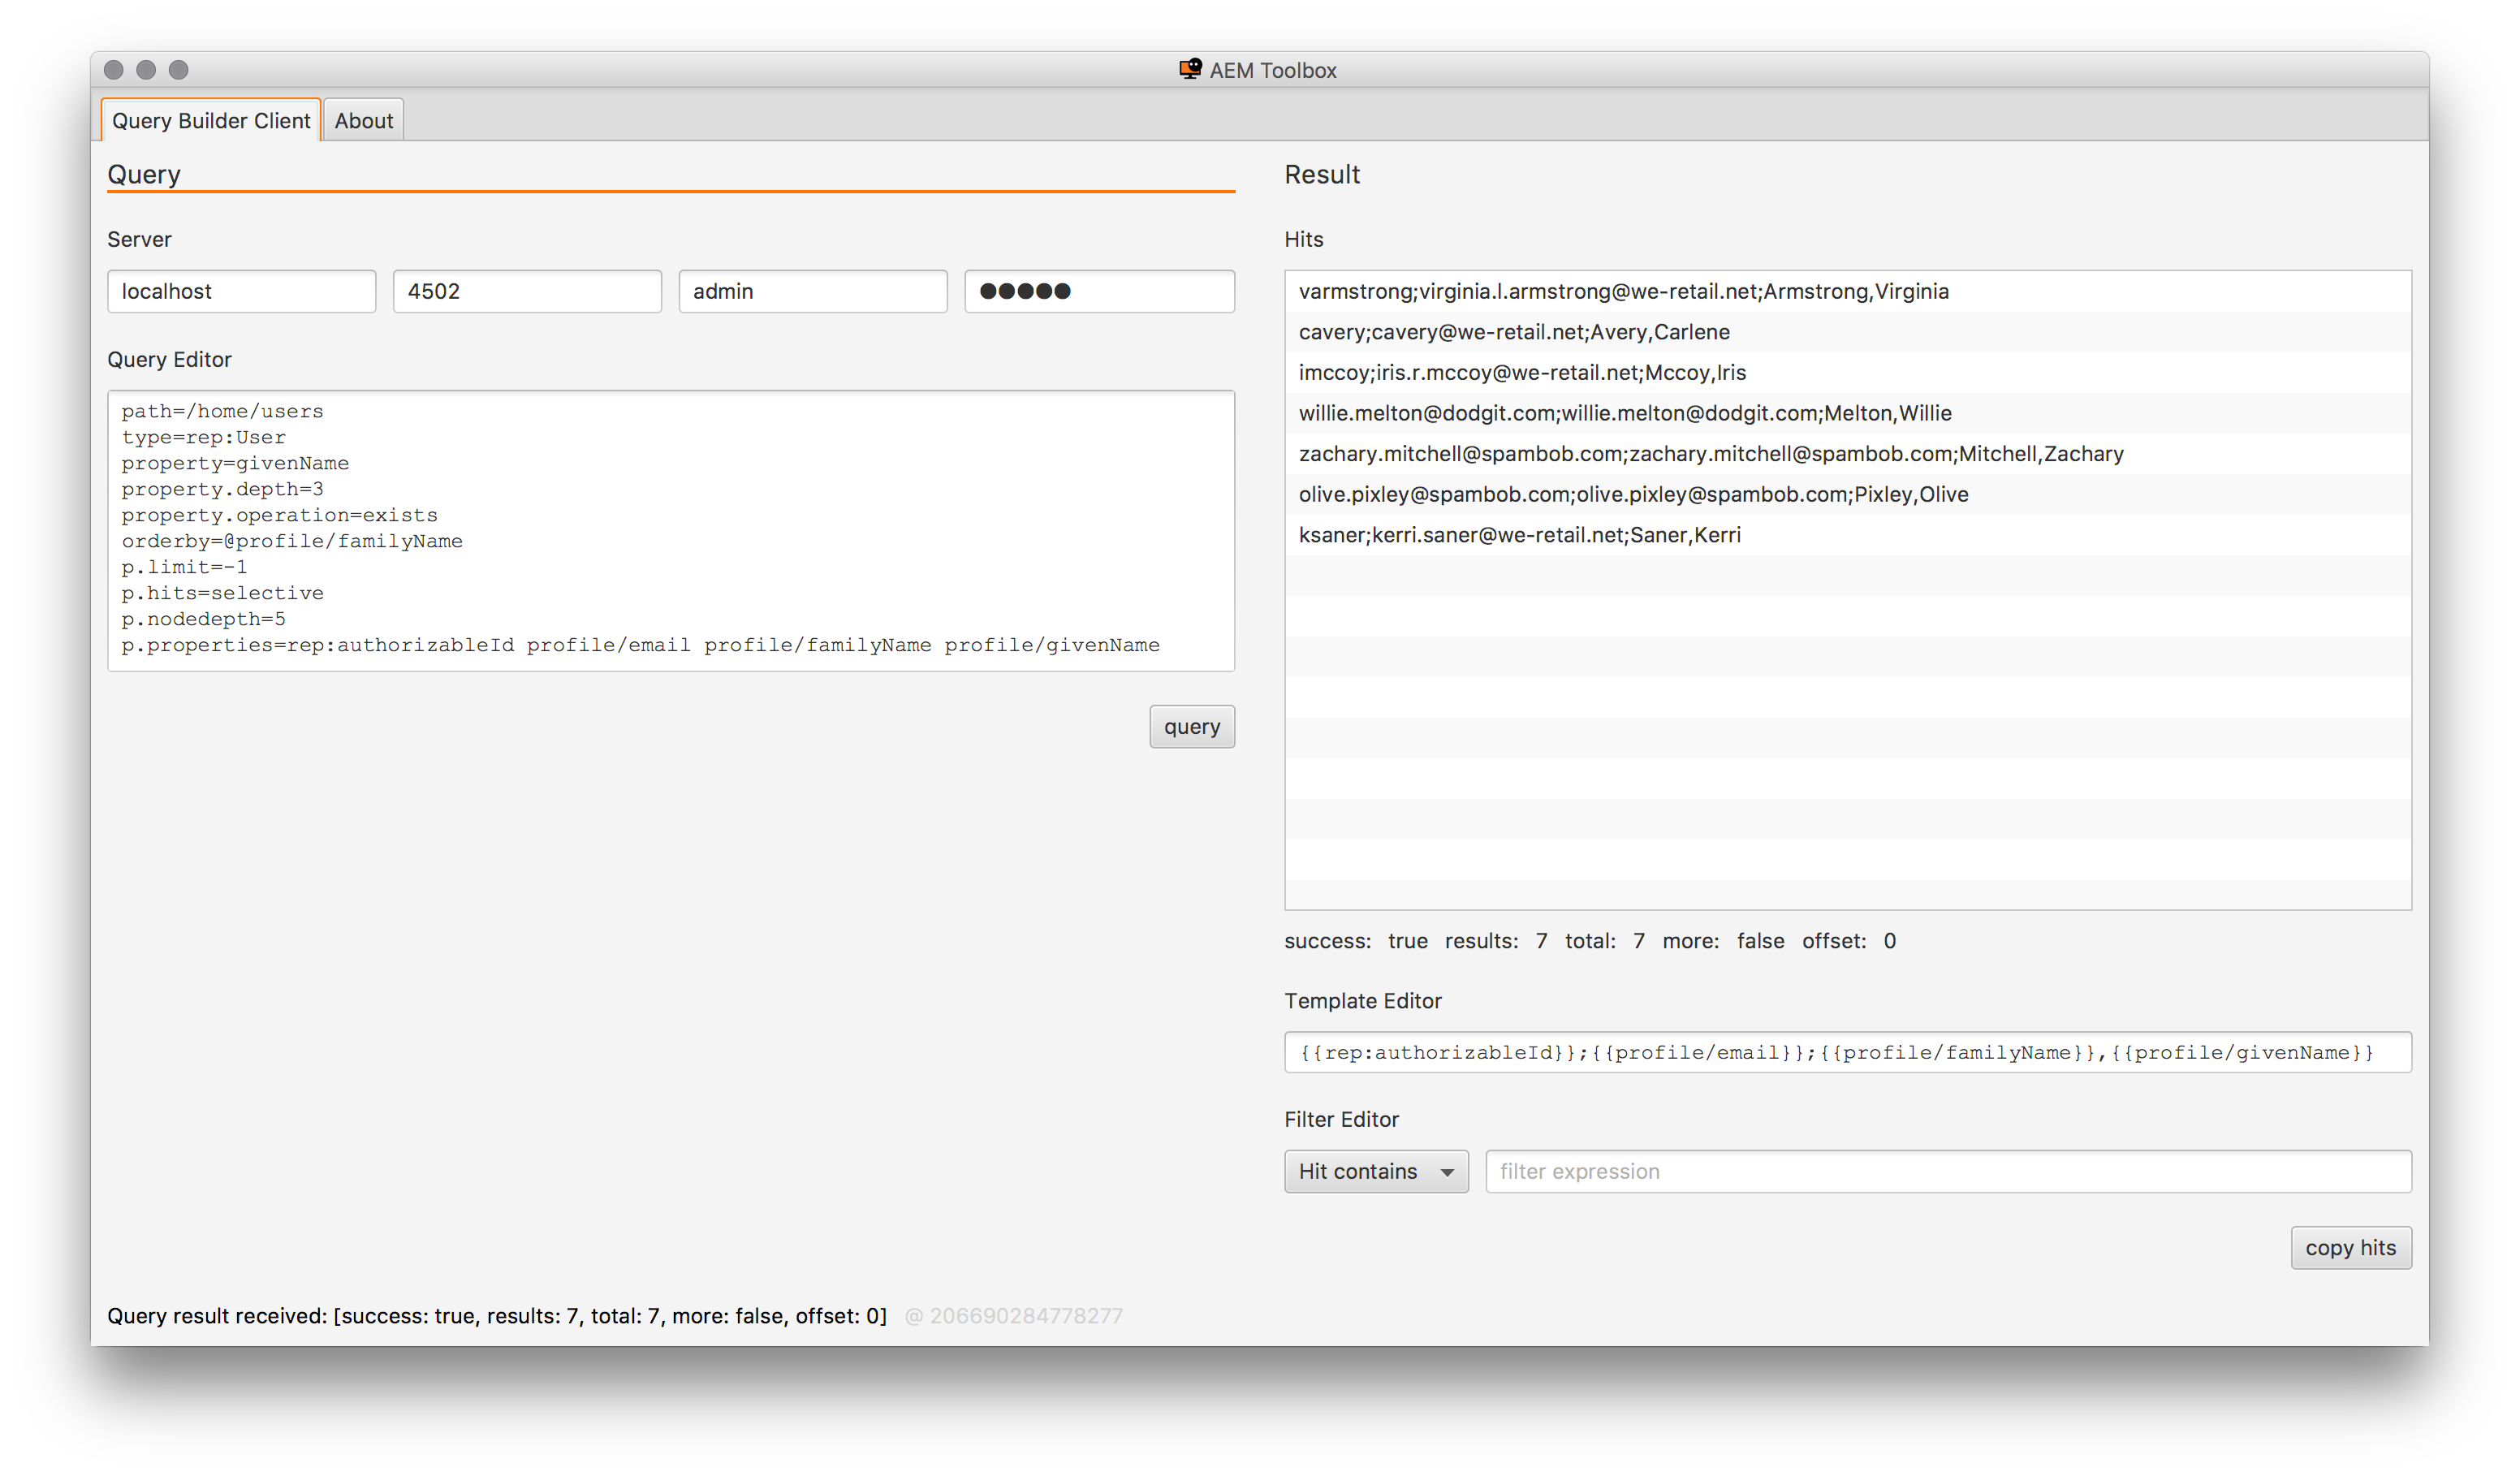 AEM Toolbox
Query Builder Client
About
Query
Server
localhost
4502
admin
Query Editor
path=/home/users
type=rep:User
property=givenName
property.depth=3
property.operation=exists
orderby=@profile/familyName
p.limit=-1
p.hits=selective
p.nodedepth=5
p.properties=rep:authorizableId profile/email profile/familyName profile/givenName
query
Result
Hits
varmstrong;virginia.l.armstrong@we-retail.net;Armstrong,Virginia
cavery;cavery@we-retail.net;Avery,Carlene
imccoy;iris.r.mccoy@we-retail.net;Mccoy,Iris
willie.melton@dodgit.com;willie.melton@dodgit.com;Melton,Willie
zachary.mitchell@spambob.com;zachary.mitchell@spambob.com;Mitchell,Zachary
olive.pixley@spambob.com;olive.pixley@spambob.com;Pixley,Olive
ksaner;kerri.saner@we-retail.net;Saner,Kerri
success: true results: 7 total: 7 more: false offset: 0
Template Editor
{{rep:authorizableId}};{{profile/email}};{{profile/familyName}},{{profile/givenName}}
Filter Editor
Hit contains
filter expression
copy hits
Query result received: [success: true, results: 7, total: 7, more: false, offset: 0] @ 206690284778277